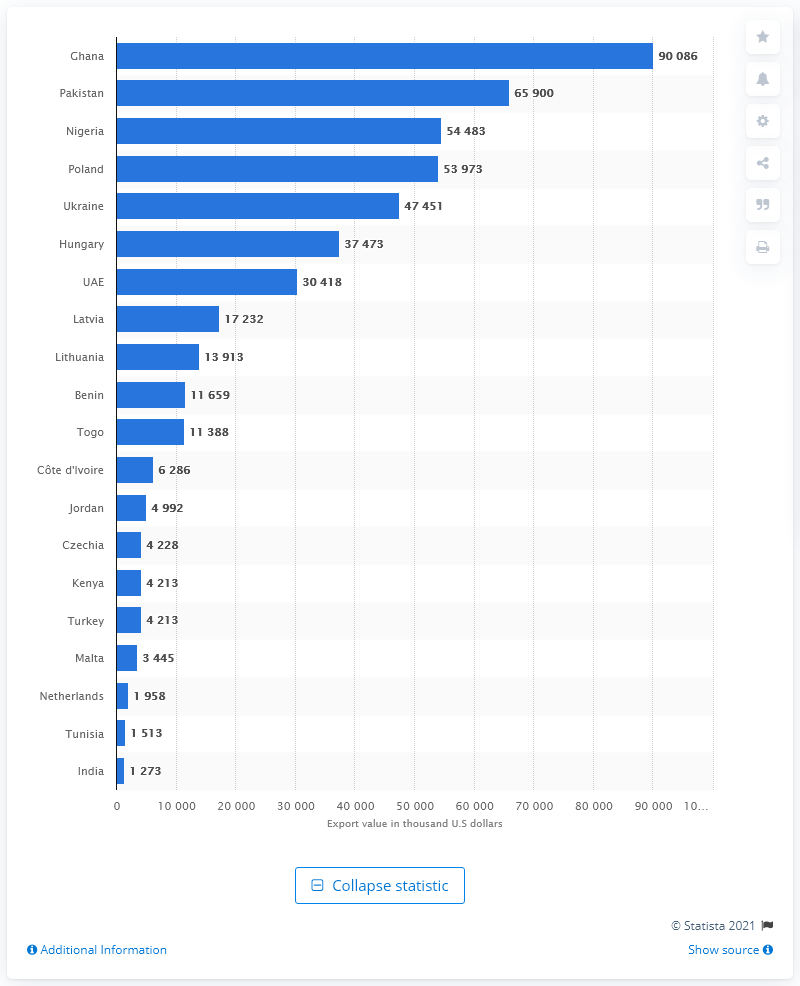 Ghana 90 086
Pakistan 65 900
Nigeria 54 483
Poland 53 973
Ukraine 47 451
Hungary 37 473
UAE 30 418
Latvia 17 232
Lithuania 13 913
Benin 11 659
Togo 11 388
Côte d'Ivoire 6 286
Jordan 4 992
Czechia 4 228
Kenya 4 213
Turkey 4 213
Malta 3 445
Netherlands 1 958
Tunisia 1 513
India 1 273
0 10 000 20 000 30 000 40 000 50 000 60 000 70 000 80 000 90 000 10…
Export value in thousand U.S dollars
Collapse statistic
© Statista 2021
Additional Information Show source